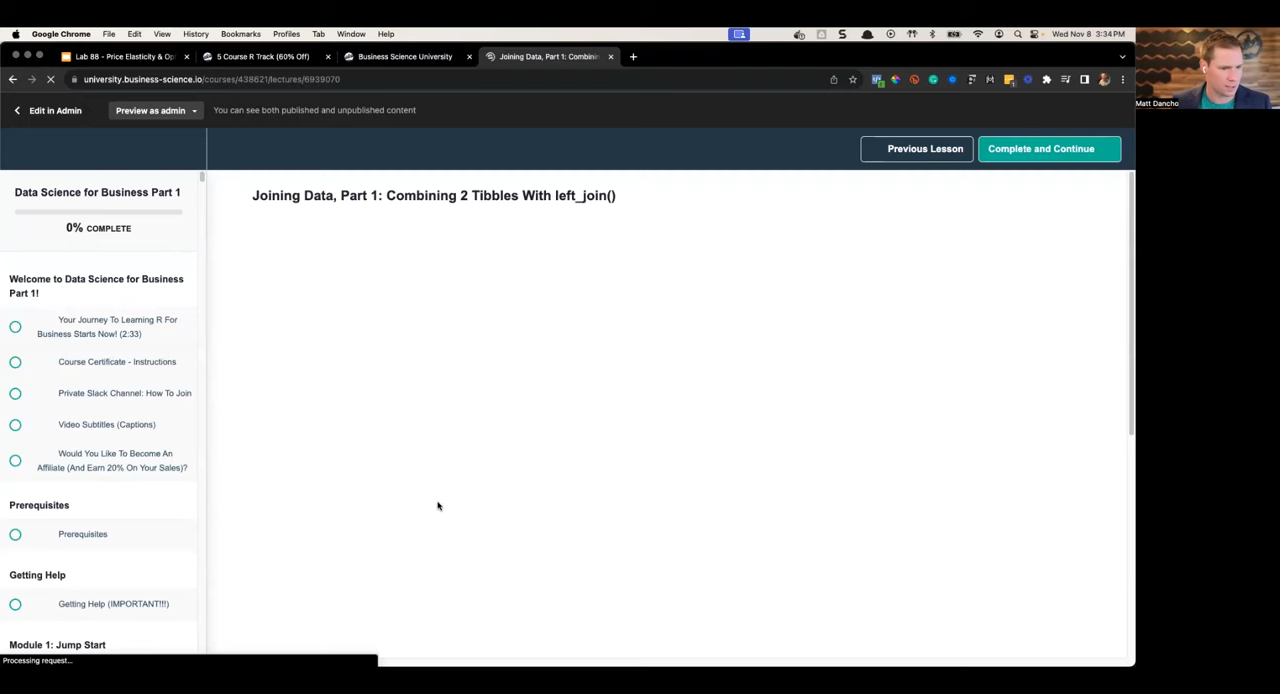 Google Chrome File Edit View History Bookmarks Profiles Tab Window Help Wed Nov 8 3:34PM
Lab 88 - Price Elasticity & Op
5 Course R Track (60% Off)
Business Science University
Joining Data, Part 1: Combinin
university.business-science.io/courses/438621/lectures/6939070
Matt Dancho
Edit in Admin
Preview as admin
You can see both published and unpublished content
Previous Lesson
Complete and Continue
Data Science for Business Part 1
0% COMPLETE
Joining Data, Part 1: Combining 2 Tibbles With left_join()
Welcome to Data Science for Business
Part 1!
Your Journey To Learning R For
Business Starts Now! (2:33)
Course Certificate - Instructions
Private Slack Channel: How To Join
Video Subtitles (Captions)
Would You Like To Become An
Affiliate (And Earn 20% On Your Sales)?
Prerequisites
Prerequisites
Getting Help
Getting Help (IMPORTANT!!!)
Module 1: Jump Start
Processing request...